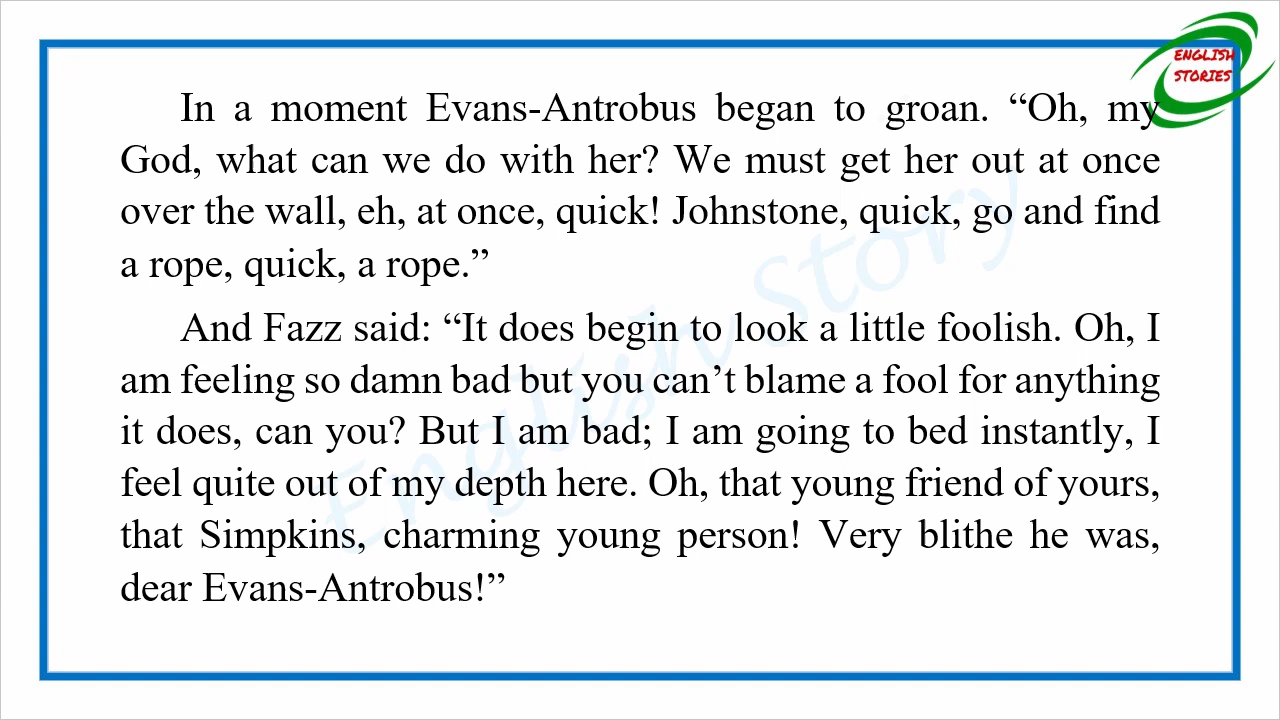 ENGLISH
STORIES
In a moment Evans-Antrobus began to groan. “Oh, my
God, what can we do with her? We must get her out at once
over the wall, eh, at once, quick! Johnstone, quick, go and find
a rope, quick, a rope.”
And Fazz said: “It does begin to look a little foolish. Oh, I
am feeling so damn bad but you can’t blame a fool for anything
it does, can you? But I am bad; I am going to bed instantly, I
feel quite out of my depth here. Oh, that young friend of yours,
that Simpkins, charming young person! Very blithe he was,
dear Evans-Antrobus!”
English Story